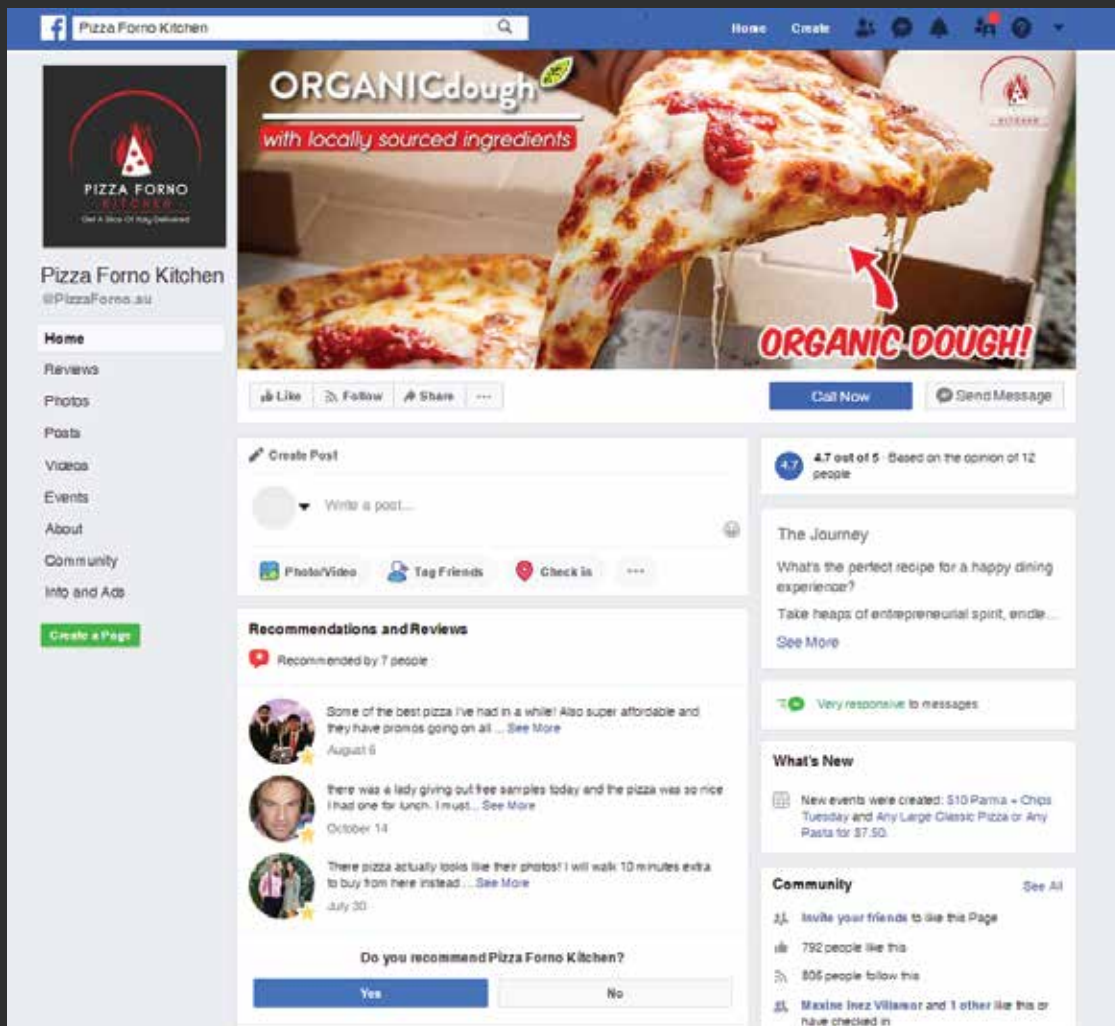 Pizza Forno Kitchen
Home Create
ORGANICdough
with locally sourced ingredients
ORGANIC DOUGH!
PIZZA FORNO
KITCHEN
Get A Slice Of Italy Delivered
Pizza Forno Kitchen
@PizzaForno.au
Home
Reviews
Photos
Posts
Videos
Events
About
Community
Info and Ads
Create a Page
Like Follow Share ...
Call Now Send Message
Create Post
Write a post...
Photo/Video Tag Friends Check in ...
Recommendations and Reviews
Recommended by 7 people
Some of the best pizza I've had in a while! Also super affordable and
they have promos going on all ... See More
August 6
there was a lady giving out free samples today and the pizza was so nice
I had one for lunch. I must... See More
October 14
There pizza actually looks like their photos! I will walk 10 minutes extra
to buy from here instead ... See More
July 30
Do you recommend Pizza Forno Kitchen?
Yes No
4.7
4.7 out of 5 · Based on the opinion of 12
people
The Journey
What's the perfect recipe for a happy dining
experience?
Take heaps of entrepreneurial spirit, endle...
See More
Very responsive to messages
What's New
New events were created: $10 Parma + Chips
Tuesday and Any Large Classic Pizza or Any
Pasta for $7.50.
Community See All
Invite your friends to like this Page
792 people like this
806 people follow this
Maxine Inez Villamor and 1 other like this or
have checked in